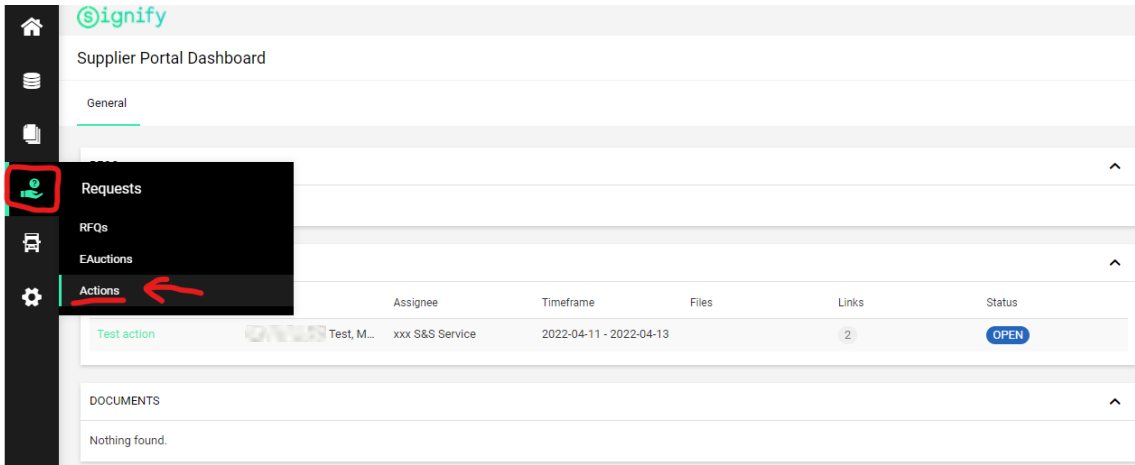 signify
Supplier Portal Dashboard
General
Requests
RFQs
EAuctions
Actions
Assignee Timeframe Files Links Status
Test action Test, M... xxx S&S Service 2022-04-11 - 2022-04-13 2 OPEN
DOCUMENTS
Nothing found.